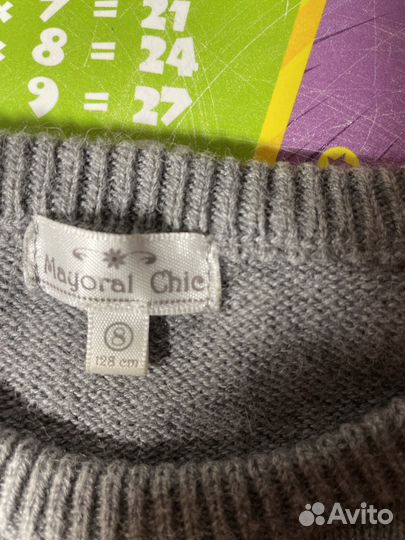 × 7 = 21
× 8 = 24
9 = 27
Mayoral Chic
8
128 cm
Avito